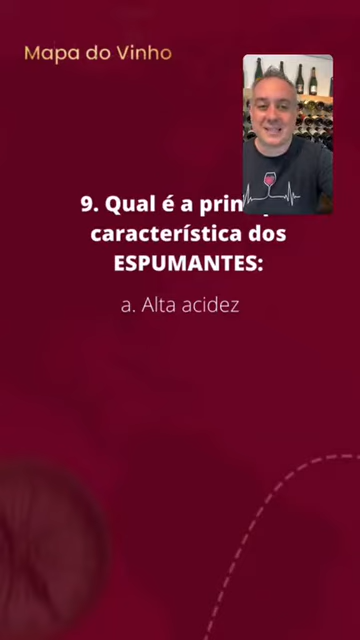 Mapa do Vinho
9. Qual é a
característica dos
ESPUMANTES:
a. Alta acidez